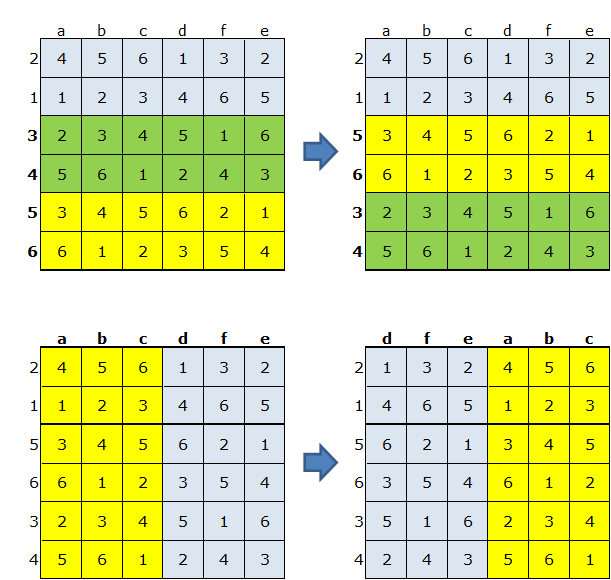 a b c d f e a b c d f e
2 4 5 6 1 3 2 2 4 5 6 1 3 2
1 1 2 3 4 6 5 1 1 2 3 4 6 5
3 2 3 4 5 1 6 5 3 4 5 6 2 1
4 5 6 1 2 4 3 6 6 1 2 3 5 4
5 3 4 5 6 2 1 3 2 3 4 5 1 6
6 6 1 2 3 5 4 4 5 6 1 2 4 3
a b c d f e d f e a b c
2 4 5 6 1 3 2 2 1 3 2 4 5 6
1 1 2 3 4 6 5 1 4 6 5 1 2 3
5 3 4 5 6 2 1 5 6 2 1 3 4 5
6 6 1 2 3 5 4 6 3 5 4 6 1 2
3 2 3 4 5 1 6 3 5 1 6 2 3 4
4 5 6 1 2 4 3 4 2 4 3 5 6 1